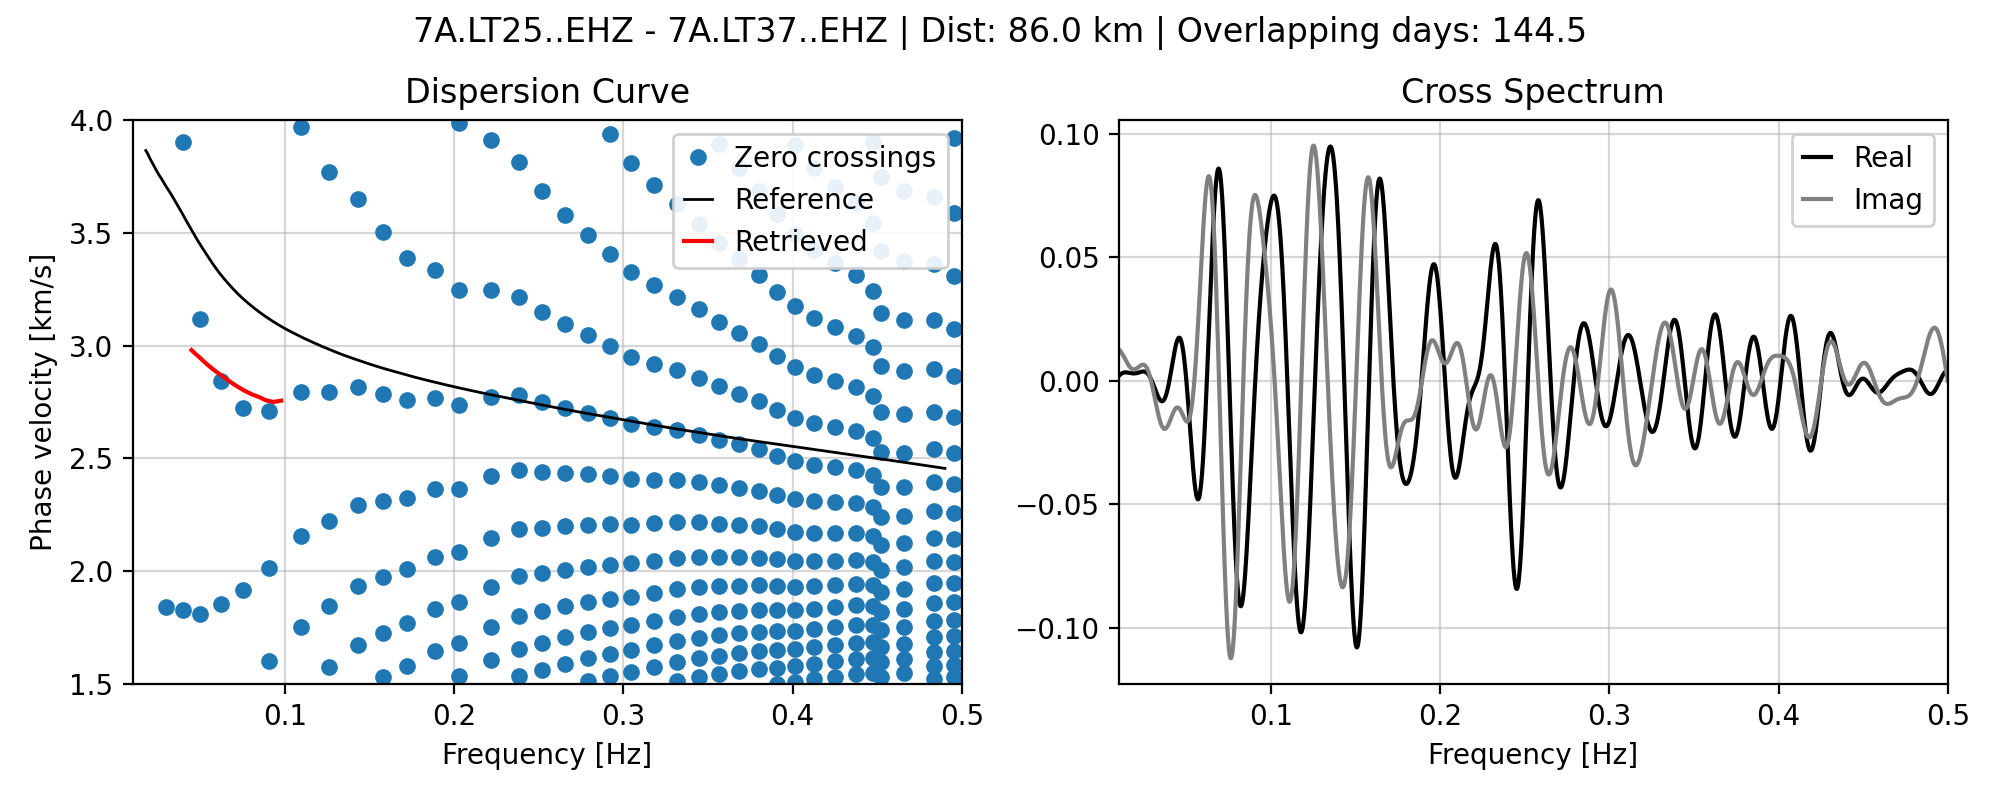 7A.LT25..EHZ - 7A.LT37..EHZ | Dist: 86.0 km | Overlapping days: 144.5
Dispersion Curve
4.0
3.5
3.0
2.5
2.0
1.5
Phase velocity [km/s]
0.1
0.2
0.3
0.4
0.5
Frequency [Hz]
Zero crossings
Reference
Retrieved
Cross Spectrum
0.10
0.05
0.00
−0.05
−0.10
0.1
0.2
0.3
0.4
0.5
Frequency [Hz]
Real
Imag